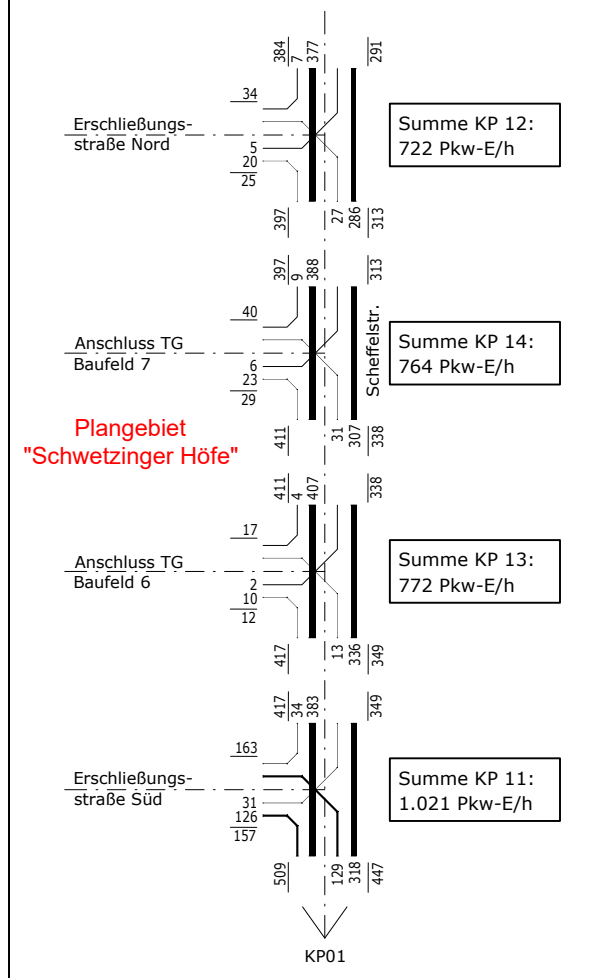 384
7
377
291
34
Erschließungs-
straße Nord
5
20
25
Summe KP 12:
722 Pkw-E/h
397
27
286
313
397
9
388
313
40
Anschluss TG
Baufeld 7
6
23
29
Scheffelstr.
Summe KP 14:
764 Pkw-E/h
411
31
307
338
Plangebiet
"Schwetzinger Höfe"
411
4
407
338
17
Anschluss TG
Baufeld 6
2
10
12
Summe KP 13:
772 Pkw-E/h
417
13
336
349
417
34
383
349
163
Erschließungs-
straße Süd
31
126
157
Summe KP 11:
1.021 Pkw-E/h
509
129
318
447
KP01